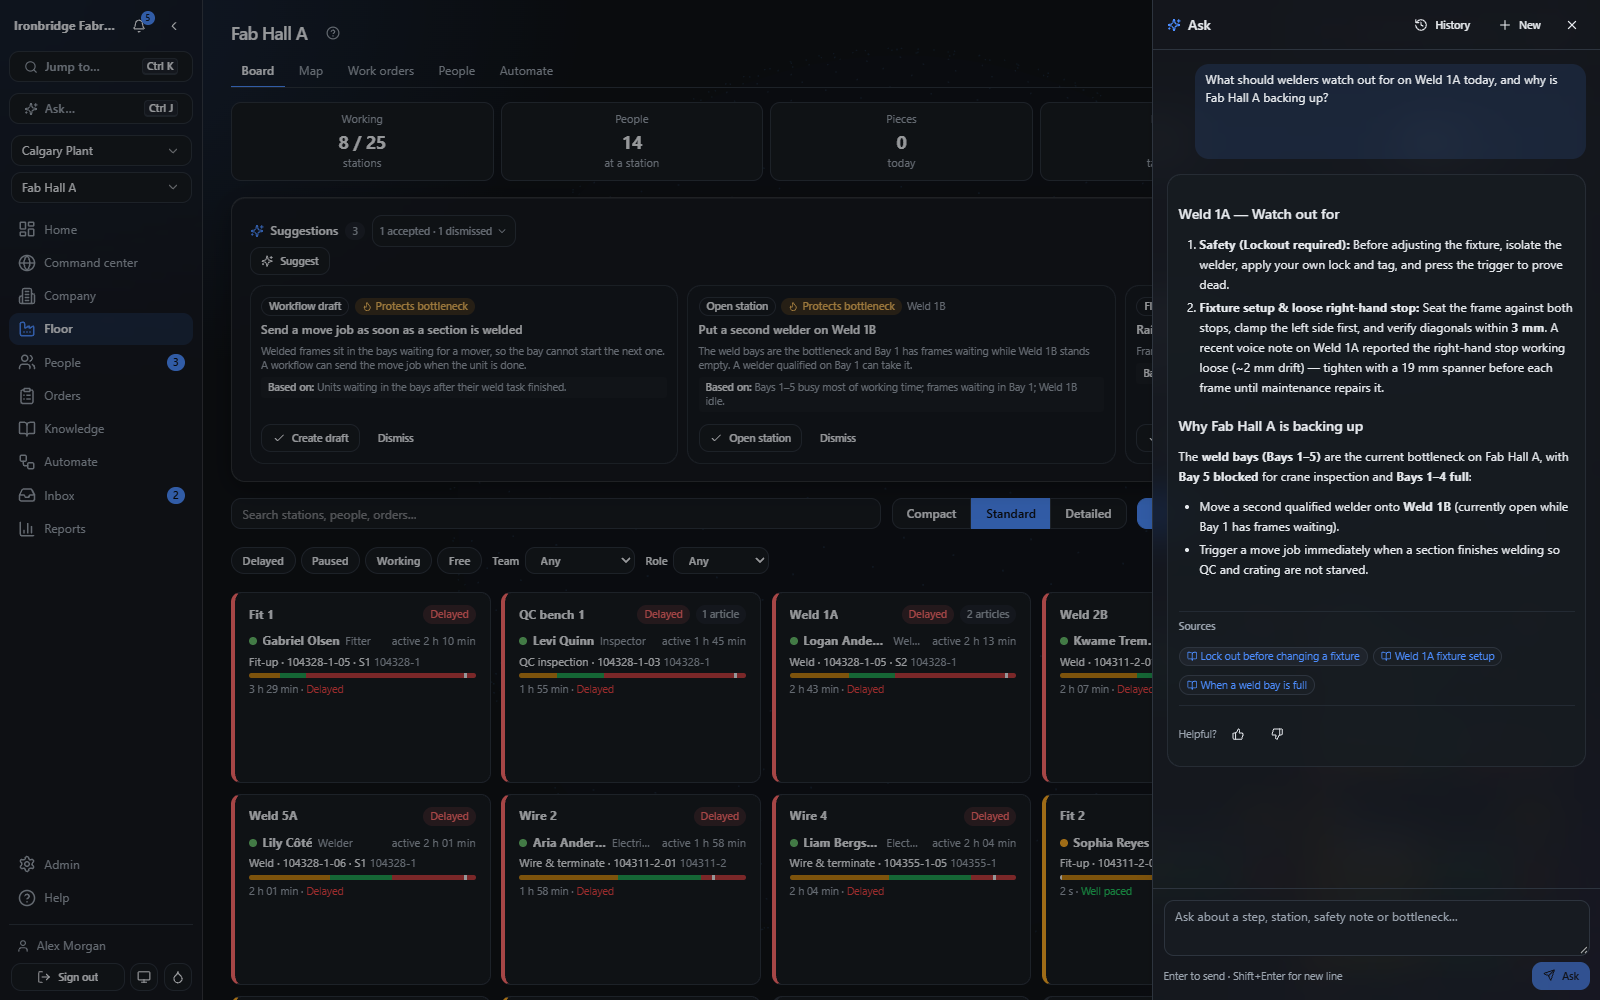 Ironbridge Fabr...
5
Jump to...
Ctrl K
Ask...
Ctrl J
Calgary Plant
Fab Hall A
Home
Command center
Company
Floor
People
3
Orders
Knowledge
Automate
Inbox
2
Reports
Admin
Help
Alex Morgan
Sign out
Fab Hall A
Board
Map
Work orders
People
Automate
Working
8 / 25
stations
People
14
at a station
Pieces
0
today
Suggestions
3
1 accepted · 1 dismissed
Suggest
Workflow draft
Protects bottleneck
Send a move job as soon as a section is welded
Welded frames sit in the bays waiting for a mover, so the bay cannot start the next one.
A workflow can send the move job when the unit is done.
Based on: Units waiting in the bays after their weld task finished.
Create draft
Dismiss
Open station
Protects bottleneck
Weld 1B
Put a second welder on Weld 1B
The weld bays are the bottleneck and Bay 1 has frames waiting while Weld 1B stands
empty. A welder qualified on Bay 1 can take it.
Based on: Bays 1–5 busy most of working time; frames waiting in Bay 1; Weld 1B
idle.
Open station
Dismiss
Search stations, people, orders...
Compact
Standard
Detailed
Delayed
Paused
Working
Free
Team
Any
Role
Any
Fit 1
Delayed
Gabriel Olsen Fitter
active 2 h 10 min
Fit-up · 104328-1-05 · S1 104328-1
3 h 29 min · Delayed
QC bench 1
Delayed
1 article
Levi Quinn Inspector
active 1 h 45 min
QC inspection · 104328-1-03 104328-1
1 h 55 min · Delayed
Weld 1A
Delayed
2 articles
Logan Ande... Wel...
active 2 h 13 min
Weld · 104328-1-05 · S2 104328-1
2 h 43 min · Delayed
Weld 2B
Kwame Trem.
Weld · 104311-2-0
2 h 07 min · Delayed
Weld 5A
Delayed
Lily Côté Welder
active 2 h 01 min
Weld · 104328-1-06 · S1 104328-1
2 h 01 min · Delayed
Wire 2
Delayed
Aria Ander... Electri...
active 1 h 58 min
Wire & terminate · 104311-2-01 104311-2
1 h 58 min · Delayed
Wire 4
Delayed
Liam Bergs... Elect...
active 2 h 04 min
Wire & terminate · 104355-1-05 104355-1
2 h 04 min · Delayed
Fit 2
Sophia Reyes
Fit-up · 104311-2-0
2 s · Well paced
Ask
History
New
What should welders watch out for on Weld 1A today, and why is
Fab Hall A backing up?
Weld 1A — Watch out for
1. Safety (Lockout required): Before adjusting the fixture, isolate the
welder, apply your own lock and tag, and press the trigger to prove
dead.
2. Fixture setup & loose right-hand stop: Seat the frame against both
stops, clamp the left side first, and verify diagonals within 3 mm. A
recent voice note on Weld 1A reported the right-hand stop working
loose (~2 mm drift) — tighten with a 19 mm spanner before each
frame until maintenance repairs it.
Why Fab Hall A is backing up
The weld bays (Bays 1–5) are the current bottleneck on Fab Hall A, with
Bay 5 blocked for crane inspection and Bays 1–4 full:
• Move a second qualified welder onto Weld 1B (currently open while
Bay 1 has frames waiting).
• Trigger a move job immediately when a section finishes welding so
QC and crating are not starved.
Sources
Lock out before changing a fixture
Weld 1A fixture setup
When a weld bay is full
Helpful?
Ask about a step, station, safety note or bottleneck...
Enter to send · Shift+Enter for new line
Ask